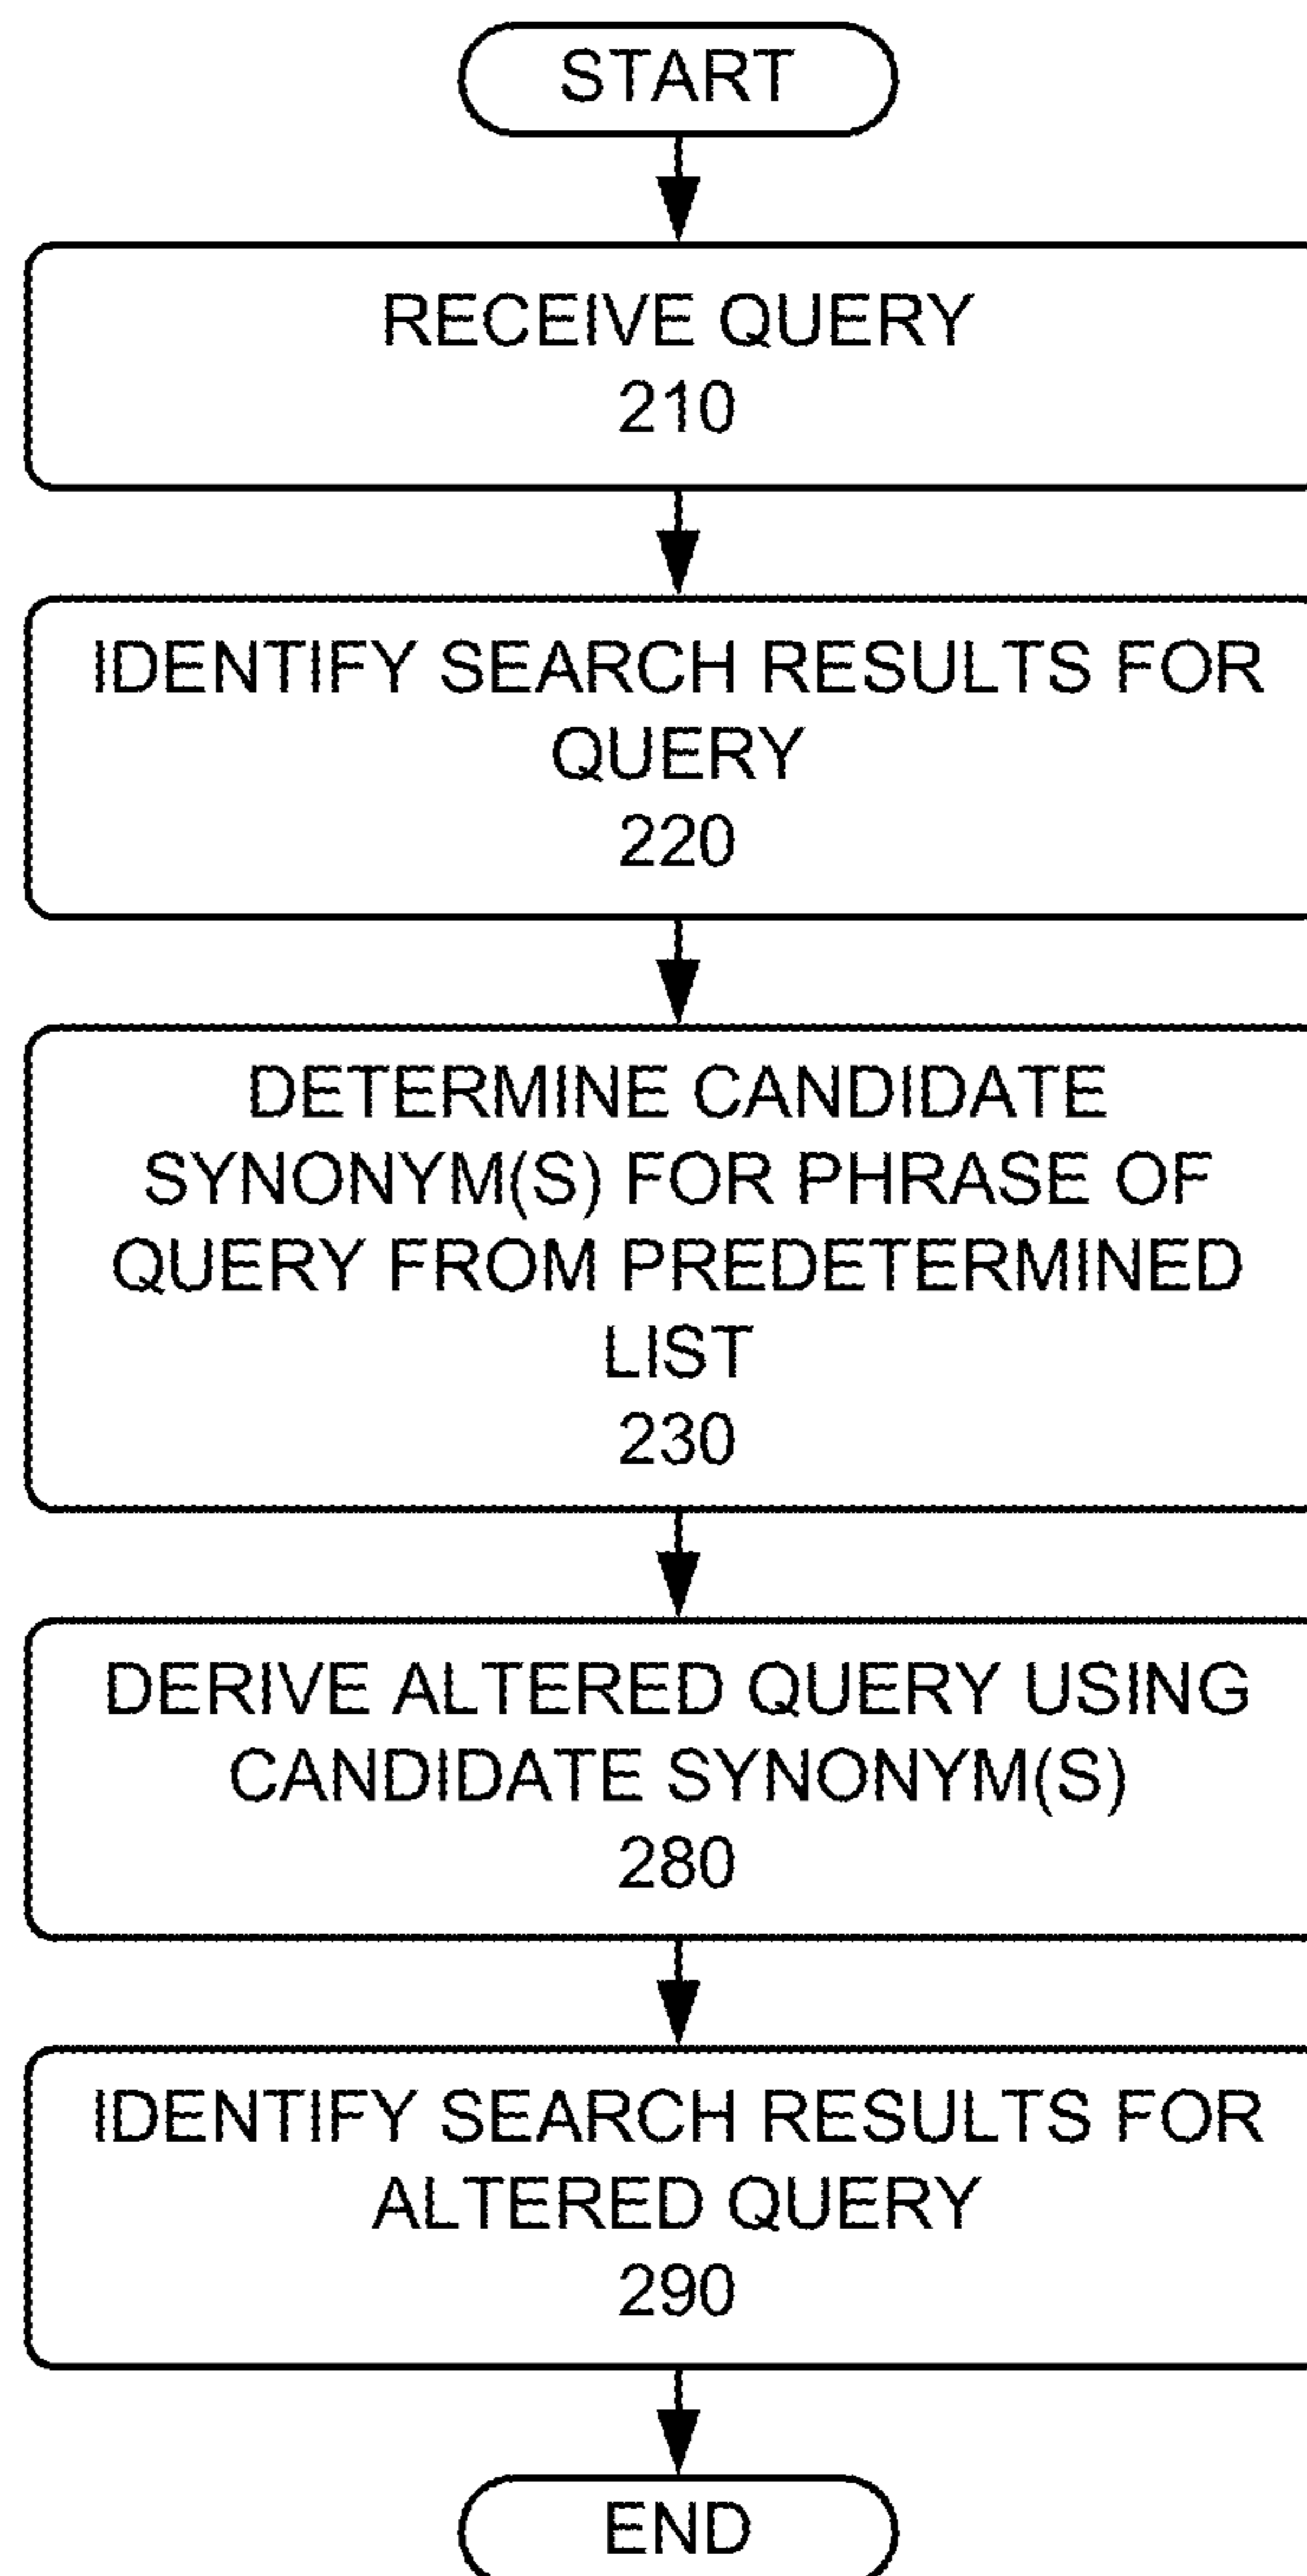 START
RECEIVE QUERY
210
IDENTIFY SEARCH RESULTS FOR
QUERY
220
DETERMINE CANDIDATE
SYNONYM(S) FOR PHRASE OF
QUERY FROM PREDETERMINED
LIST
230
DERIVE ALTERED QUERY USING
CANDIDATE SYNONYM(S)
280
IDENTIFY SEARCH RESULTS FOR
ALTERED QUERY
290
END